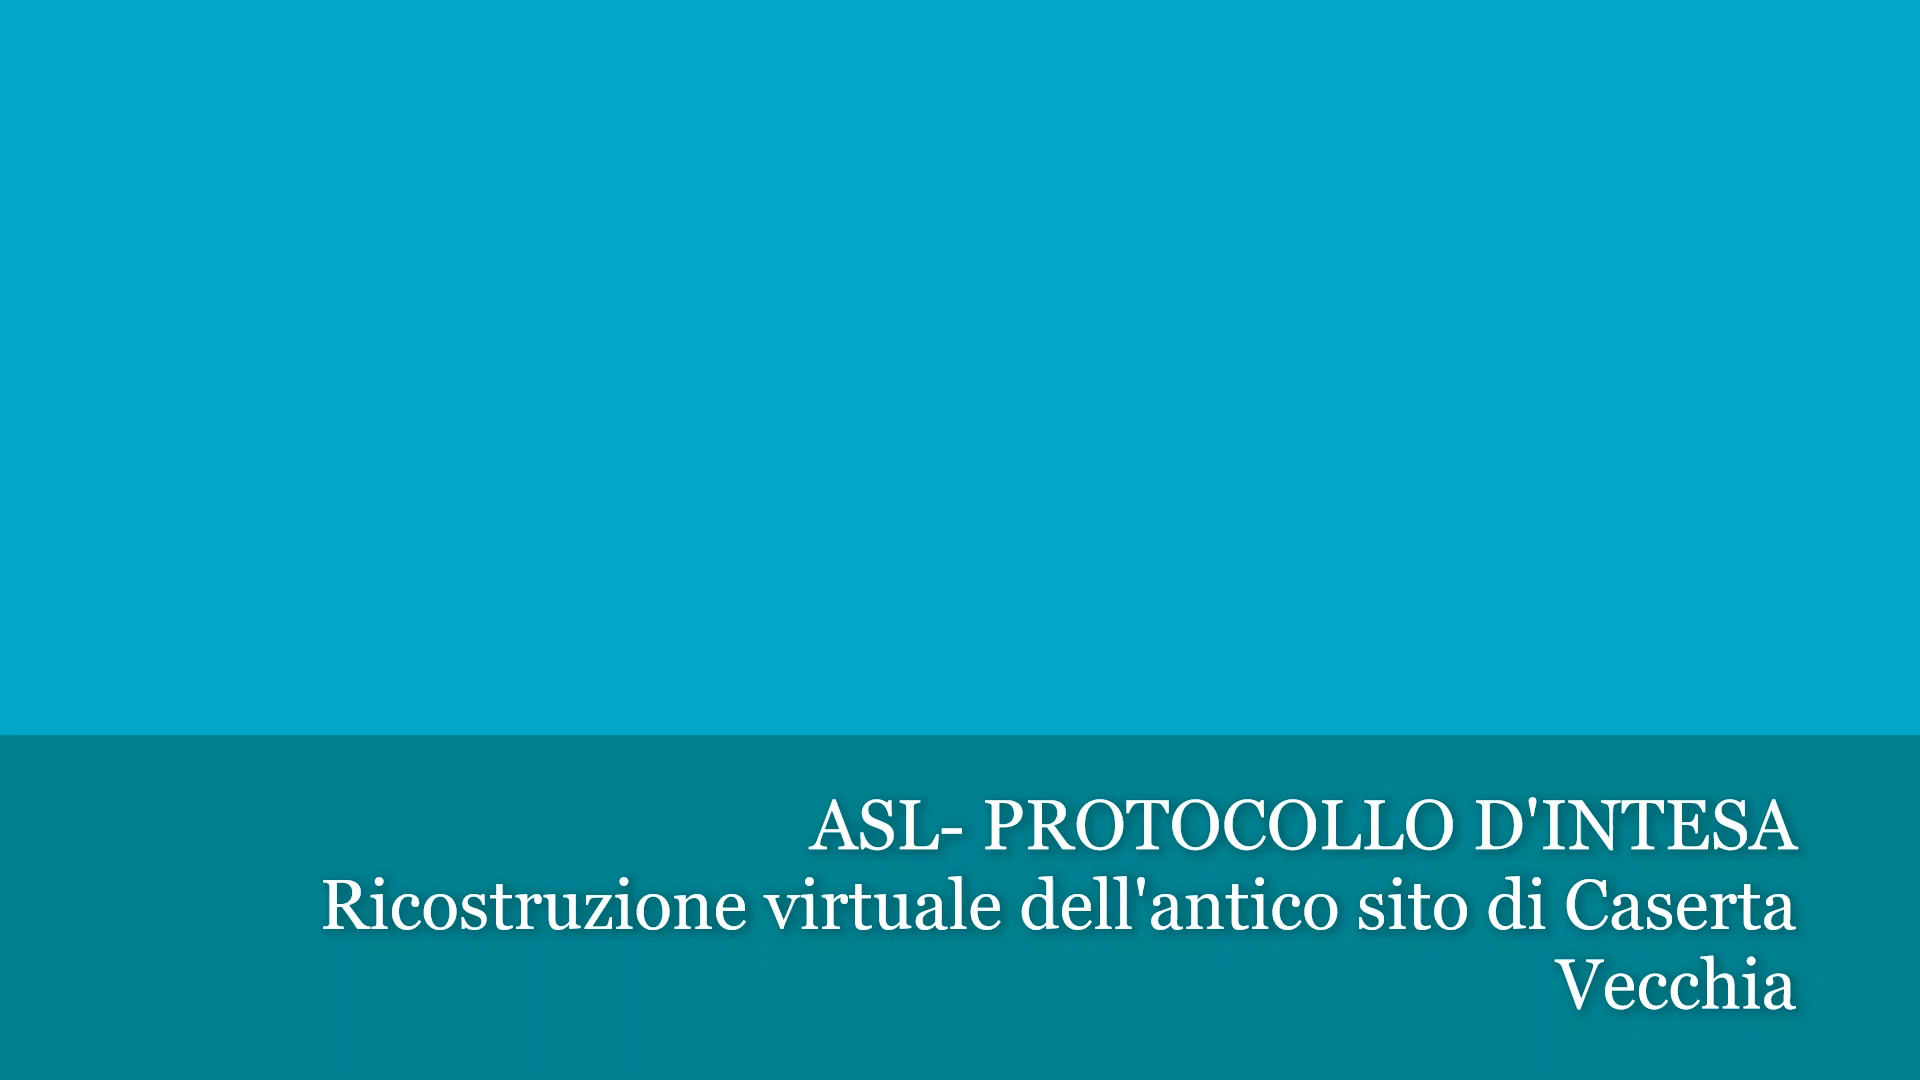 ASL- PROTOCOLLO D'INTESA
Ricostruzione virtuale dell'antico sito di Caserta
Vecchia